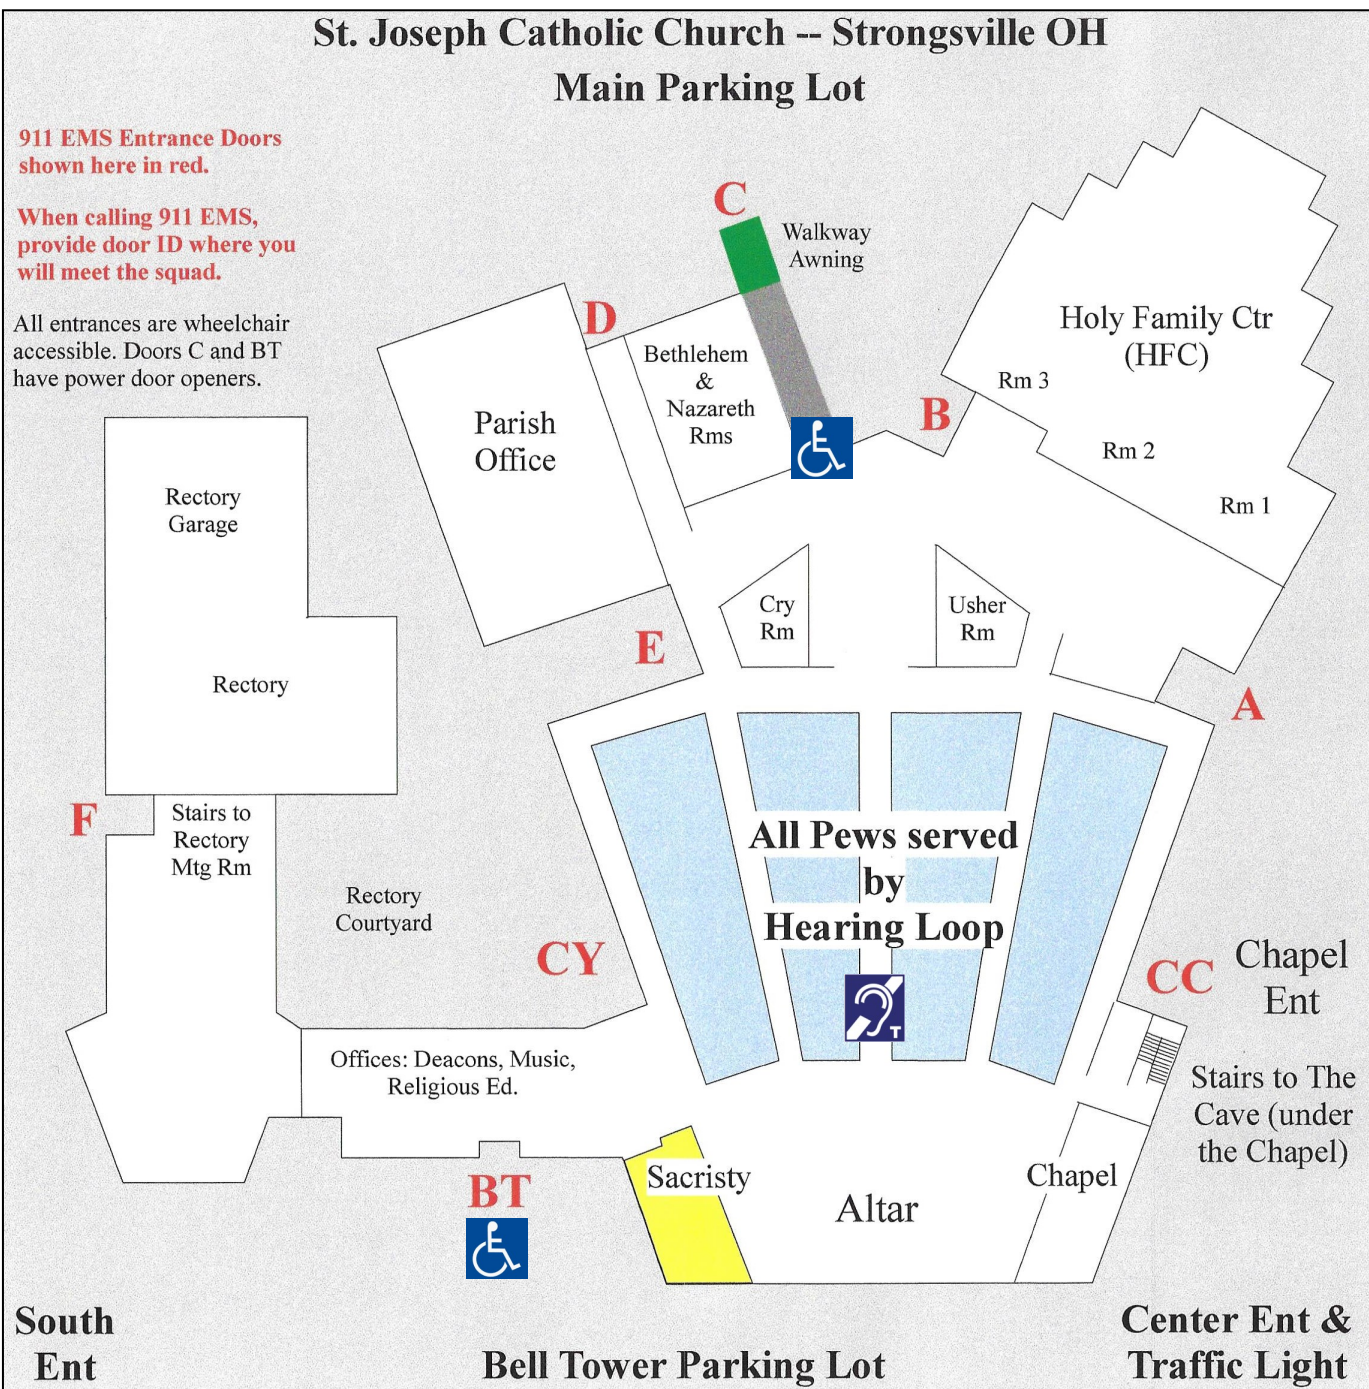 St. Joseph Catholic Church -- Strongsville OH
Main Parking Lot
911 EMS Entrance Doors
shown here in red.
When calling 911 EMS,
provide door ID where you
will meet the squad.
All entrances are wheelchair
accessible. Doors C and BT
have power door openers.
C
Walkway
Awning
D
Bethlehem
&
Nazareth
Rms
B
Holy Family Ctr
(HFC)
Rm 3
Rm 2
Rm 1
Parish
Office
Rectory
Garage
Cry
Rm
Usher
Rm
E
Rectory
A
F
Stairs to
Rectory
Mtg Rm
Rectory
Courtyard
All Pews served
by
Hearing Loop
T
CY
CC
Chapel
Ent
Offices: Deacons, Music,
Religious Ed.
Stairs to The
Cave (under
the Chapel)
BT
Sacristy
Altar
Chapel
South
Ent
Bell Tower Parking Lot
Center Ent &
Traffic Light